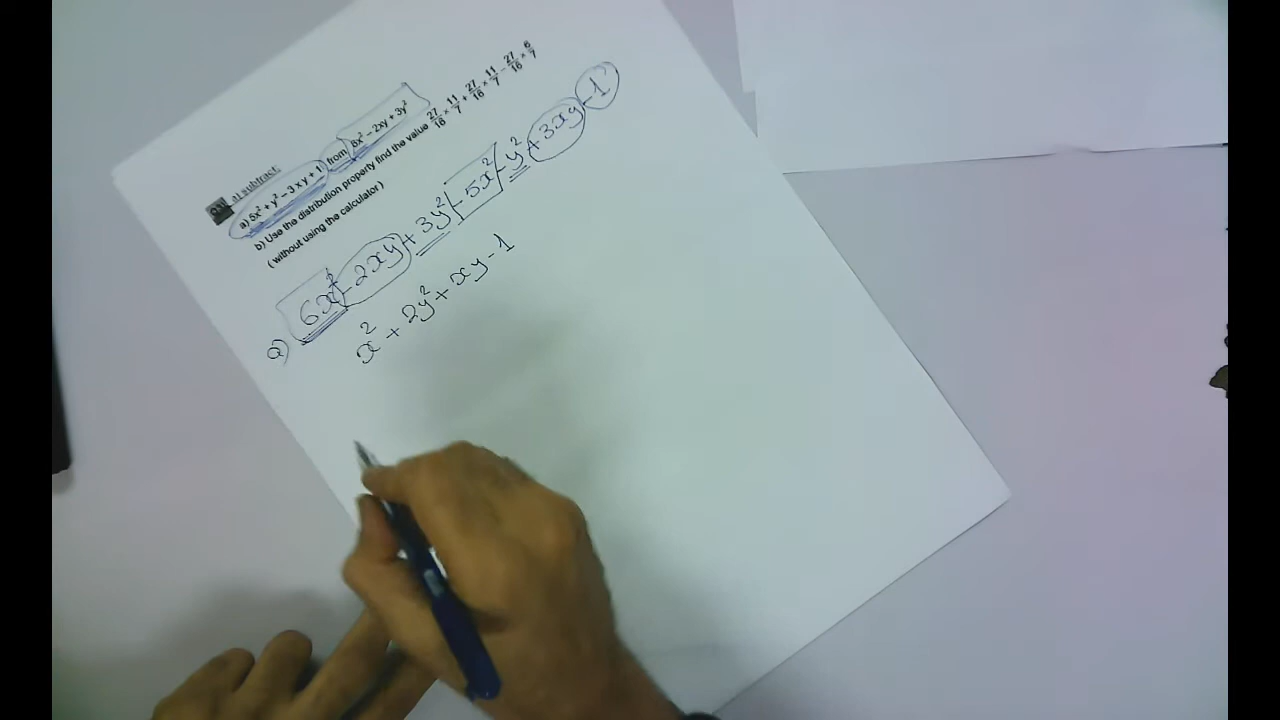 Q3) a) subtract:
a) 5x² + y² − 3xy + 1 from 6x² − 2xy + 3y²
b) Use the distribution property find the value 27/16 × 11/7 + 27/16 × 11/7 − 27/16 × 6/7
( without using the calculator )
a) 6x² − 2xy + 3y² − 5x² − y² + 3xy − 1
x² + 2y² + xy − 1